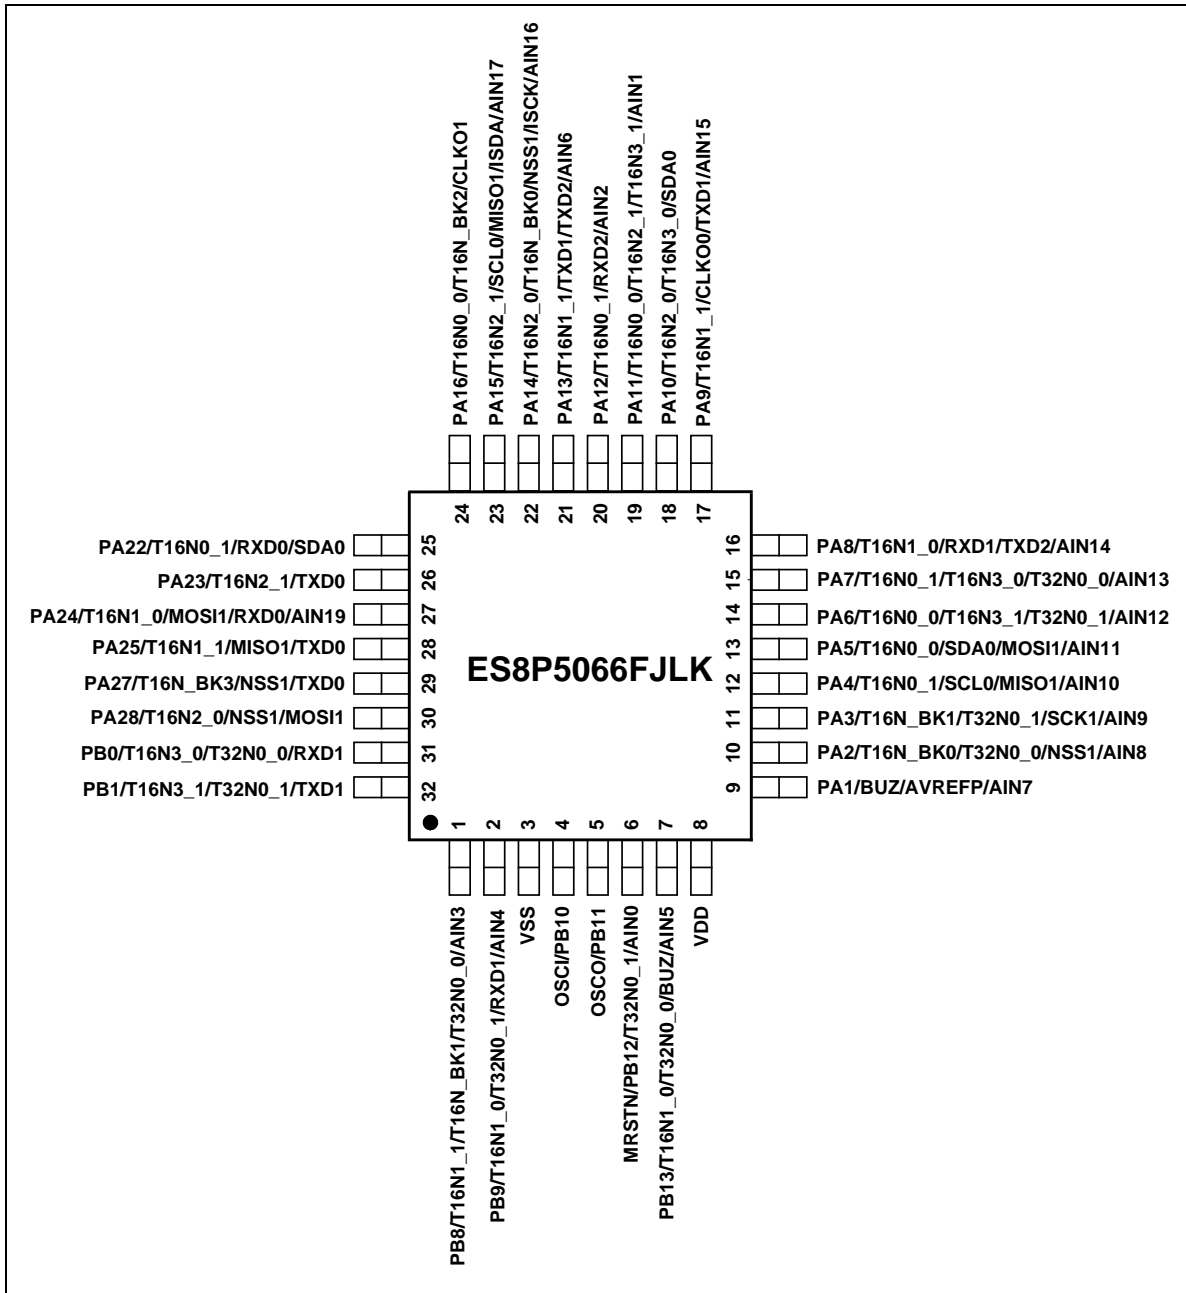 PA16/T16N0_0/T16N_BK2/CLKO1
PA15/T16N2_1/SCL0/MISO1/ISDA/AIN17
PA14/T16N2_0/T16N_BK0/NSS1/ISCK/AIN16
PA13/T16N1_1/TXD1/TXD2/AIN6
PA12/T16N0_1/RXD2/AIN2
PA11/T16N0_0/T16N2_1/T16N3_1/AIN1
PA10/T16N2_0/T16N3_0/SDA0
PA9/T16N1_1/CLKO0/TXD1/AIN15
24
23
22
21
20
19
18
17
PA22/T16N0_1/RXD0/SDA0
25
PA23/T16N2_1/TXD0
26
PA24/T16N1_0/MOSI1/RXD0/AIN19
27
PA25/T16N1_1/MISO1/TXD0
28
PA27/T16N_BK3/NSS1/TXD0
29
PA28/T16N2_0/NSS1/MOSI1
30
PB0/T16N3_0/T32N0_0/RXD1
31
PB1/T16N3_1/T32N0_1/TXD1
32
ES8P5066FJLK
16
PA8/T16N1_0/RXD1/TXD2/AIN14
15
PA7/T16N0_1/T16N3_0/T32N0_0/AIN13
14
PA6/T16N0_0/T16N3_1/T32N0_1/AIN12
13
PA5/T16N0_0/SDA0/MOSI1/AIN11
12
PA4/T16N0_1/SCL0/MISO1/AIN10
11
PA3/T16N_BK1/T32N0_1/SCK1/AIN9
10
PA2/T16N_BK0/T32N0_0/NSS1/AIN8
9
PA1/BUZ/AVREFP/AIN7
1
2
3
4
5
6
7
8
PB8/T16N1_1/T16N_BK1/T32N0_0/AIN3
PB9/T16N1_0/T32N0_1/RXD1/AIN4
VSS
OSCI/PB10
OSCO/PB11
MRSTN/PB12/T32N0_1/AIN0
PB13/T16N1_0/T32N0_0/BUZ/AIN5
VDD